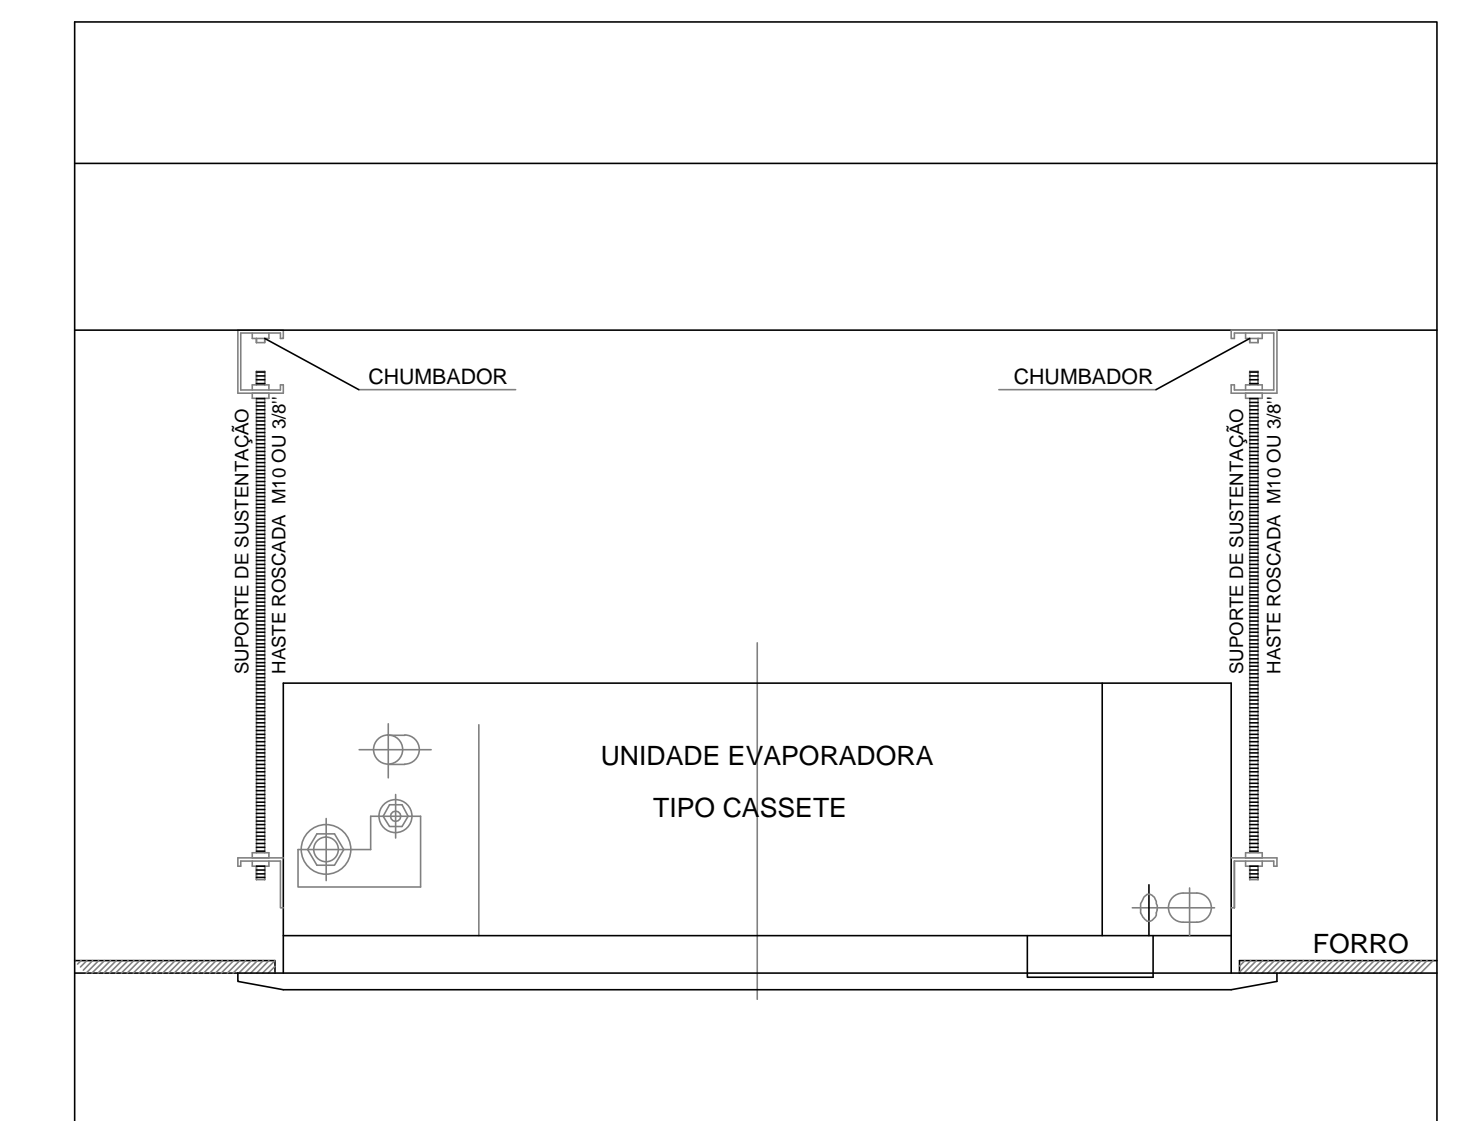 CHUMBADOR
CHUMBADOR
SUPORTE DE SUSTENTAÇÃO
HASTE ROSCADA M10 OU 3/8"
SUPORTE DE SUSTENTAÇÃO
HASTE ROSCADA M10 OU 3/8"
UNIDADE EVAPORADORA
TIPO CASSETE
FORRO